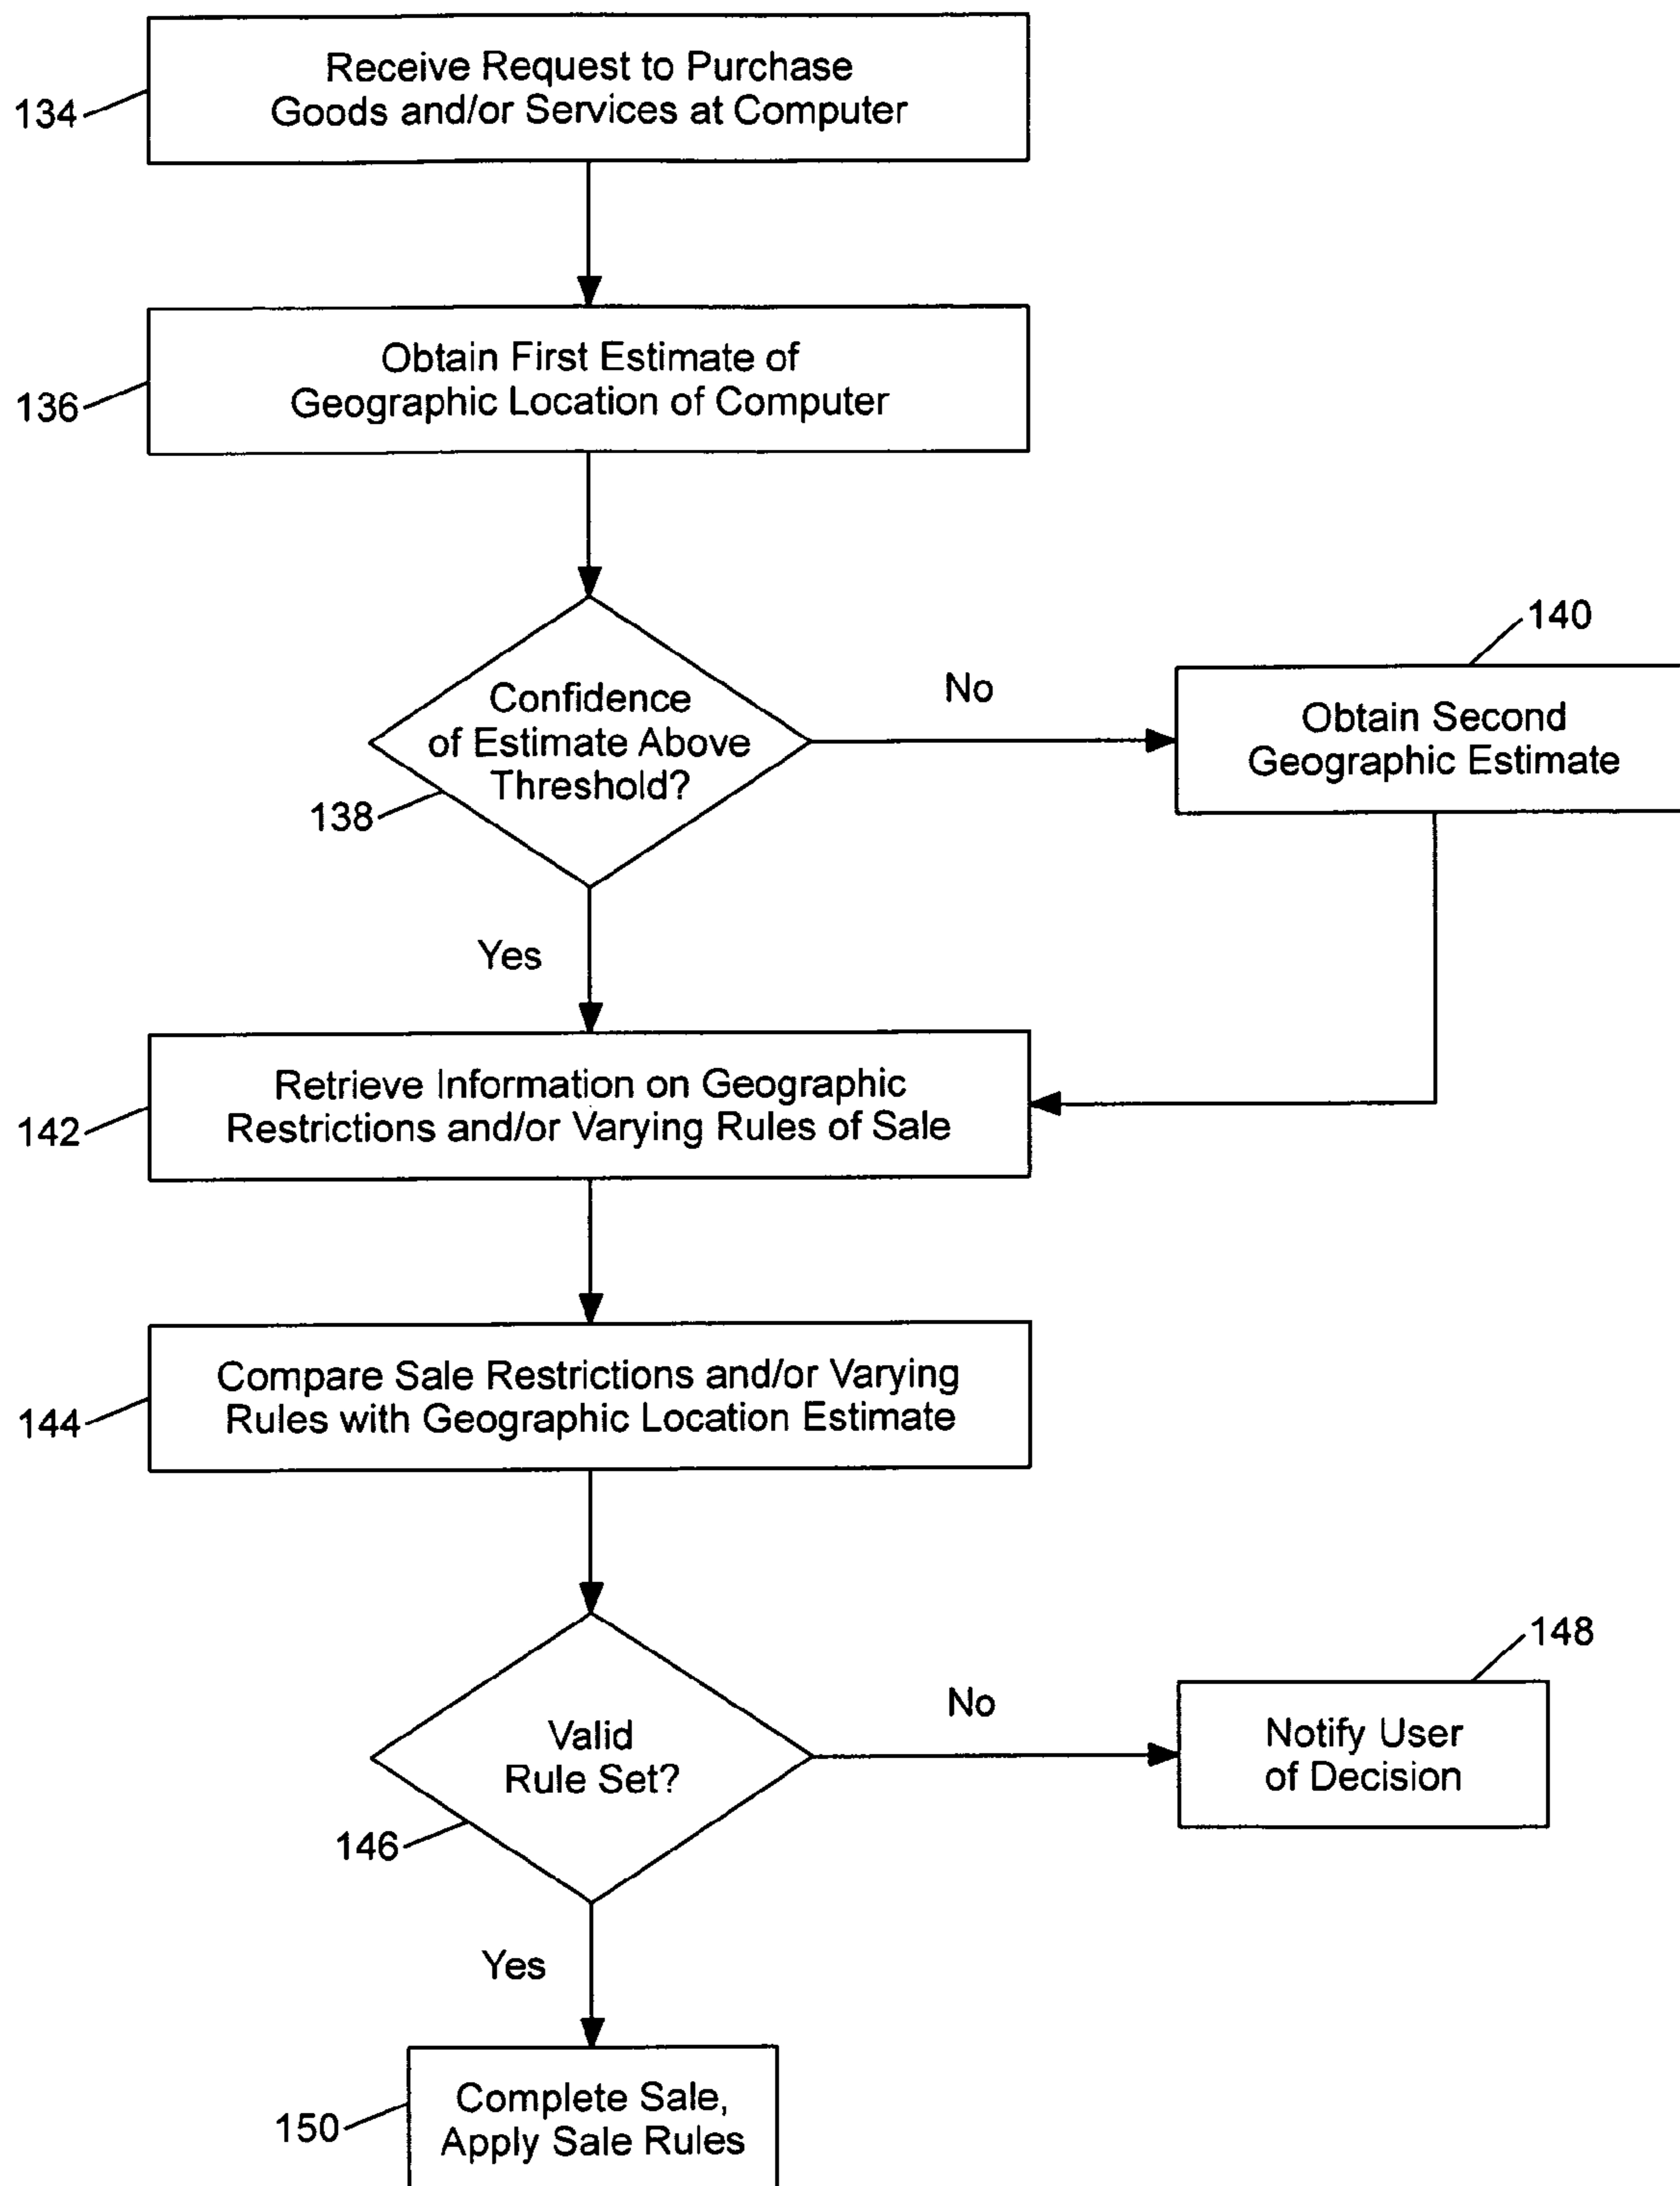 Receive Request to Purchase
Goods and/or Services at Computer
134
Obtain First Estimate of
Geographic Location of Computer
136
Confidence
of Estimate Above
Threshold?
138
No
140
Obtain Second
Geographic Estimate
Yes
Retrieve Information on Geographic
Restrictions and/or Varying Rules of Sale
142
Compare Sale Restrictions and/or Varying
Rules with Geographic Location Estimate
144
Valid
Rule Set?
146
No
148
Notify User
of Decision
Yes
Complete Sale,
Apply Sale Rules
150